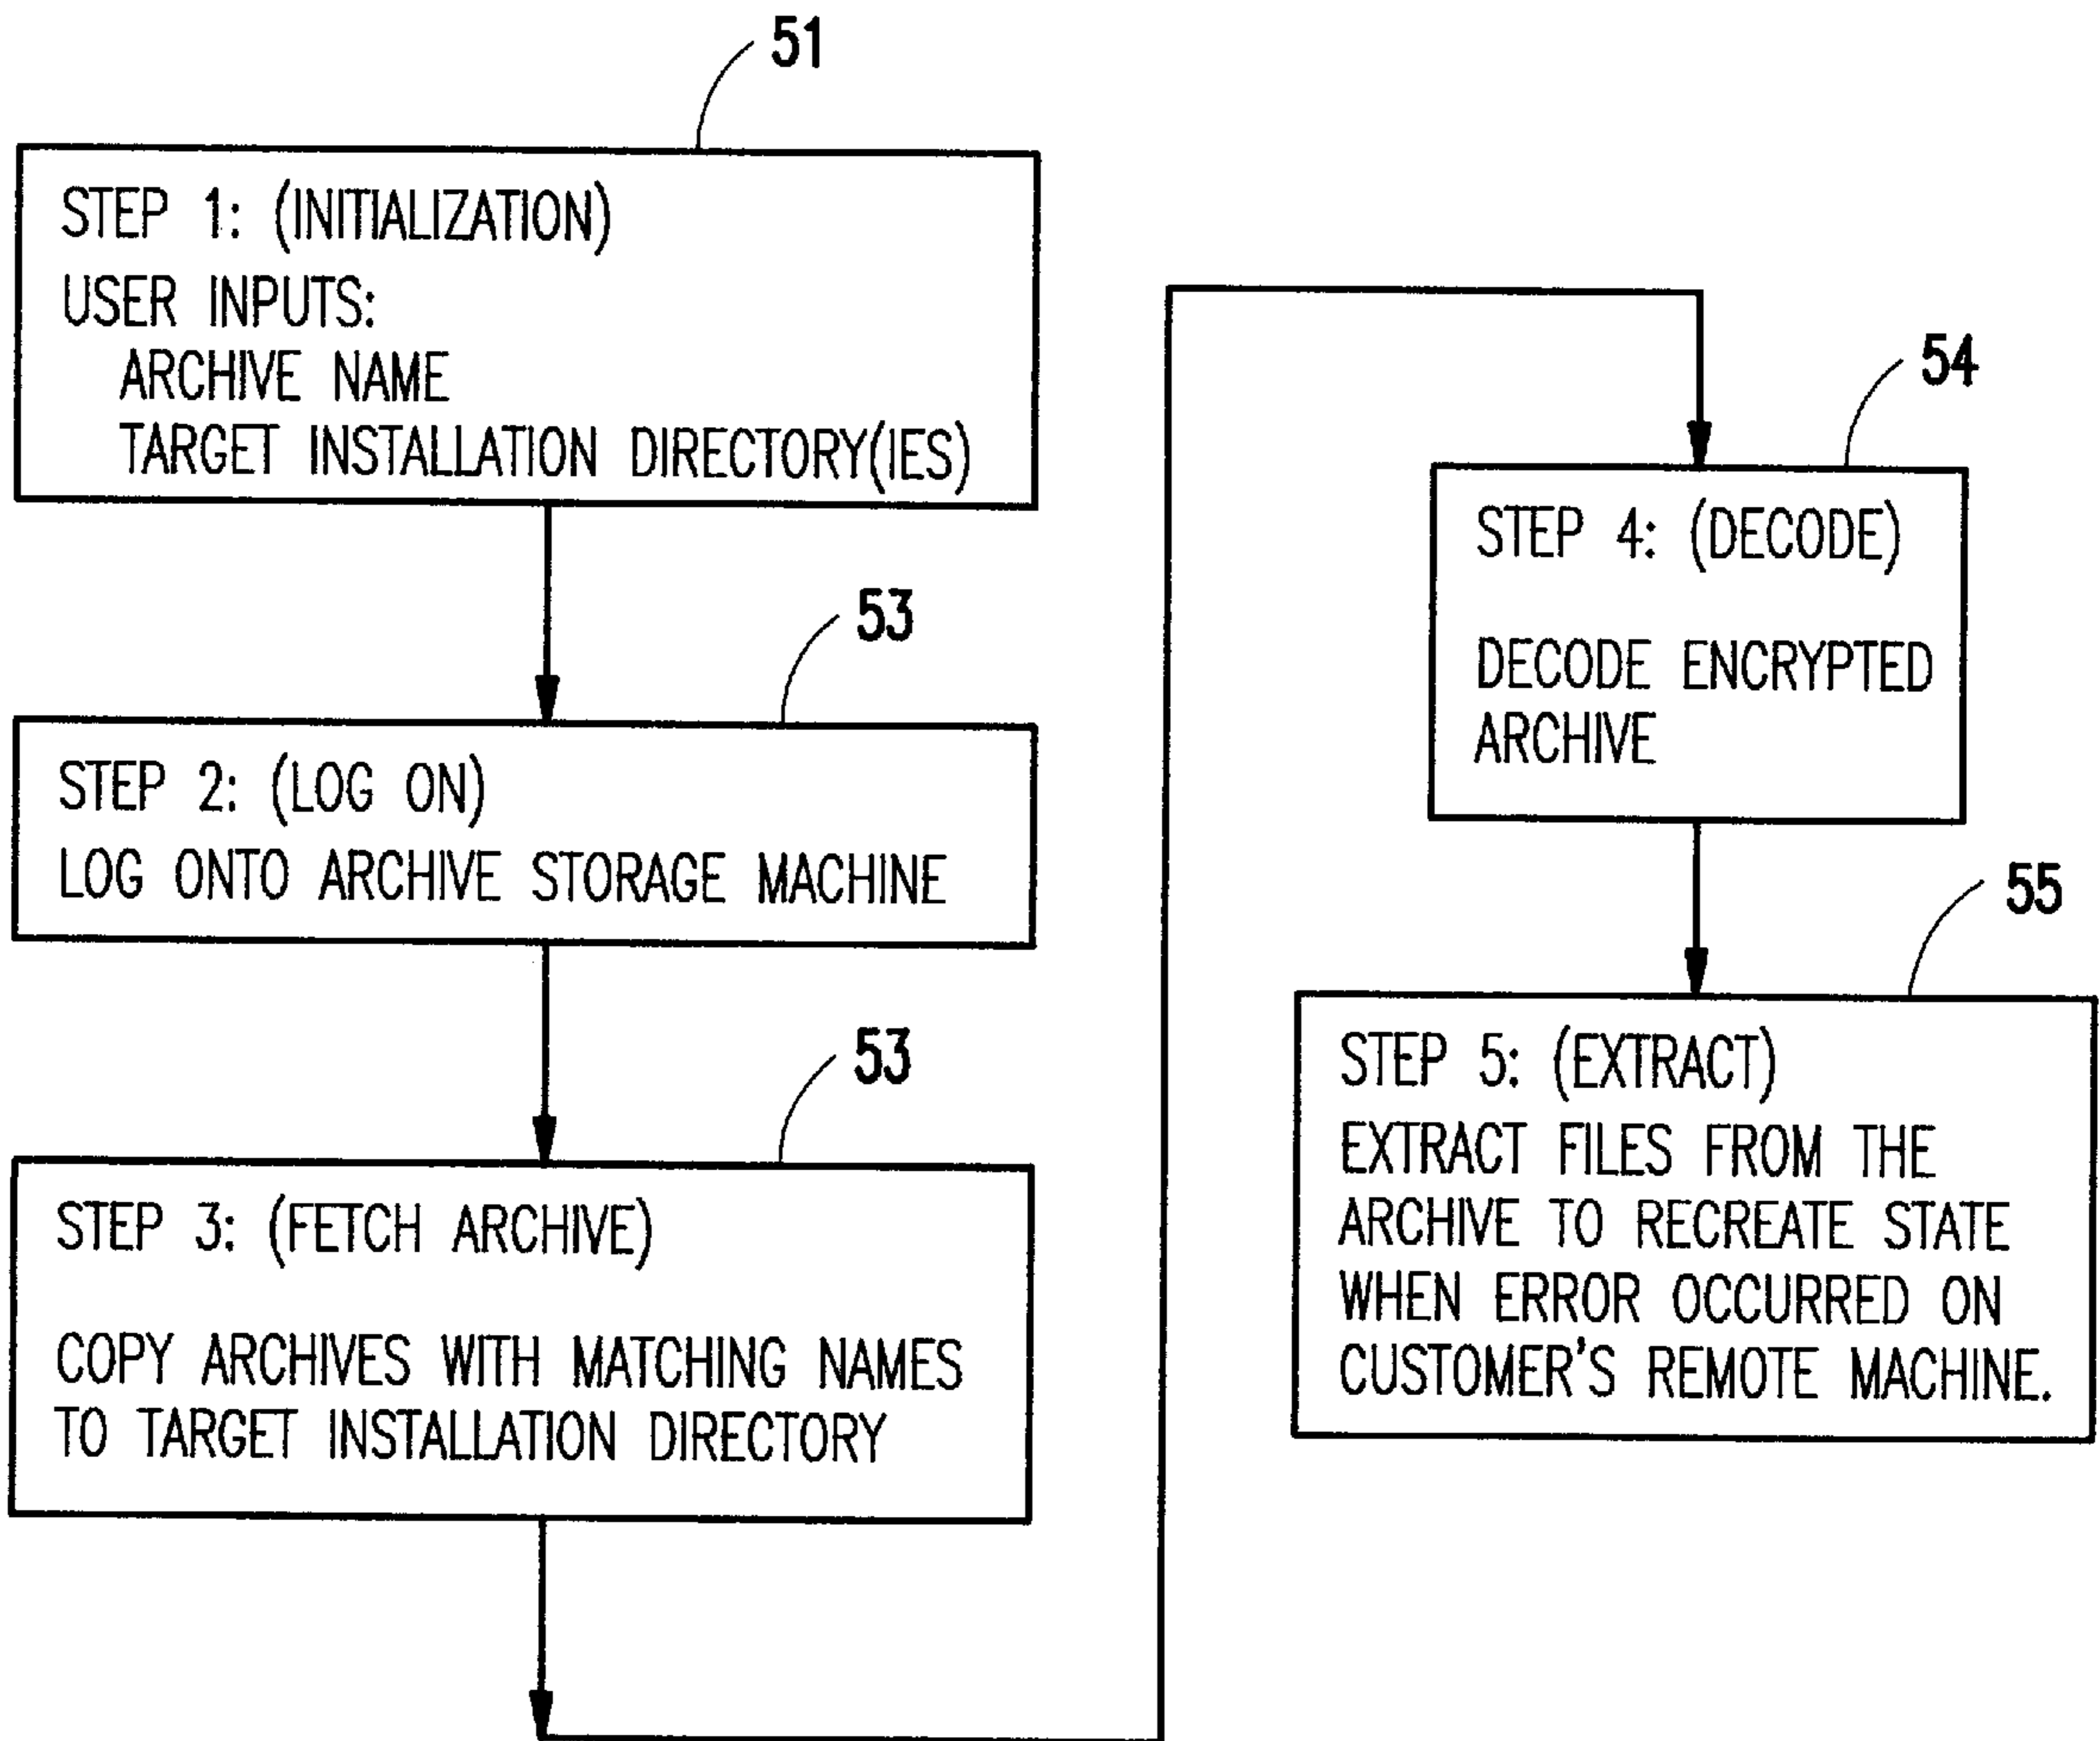 51
STEP 1: (INITIALIZATION)
USER INPUTS:
ARCHIVE NAME
TARGET INSTALLATION DIRECTORY(IES)
53
STEP 2: (LOG ON)
LOG ONTO ARCHIVE STORAGE MACHINE
53
STEP 3: (FETCH ARCHIVE)
COPY ARCHIVES WITH MATCHING NAMES
TO TARGET INSTALLATION DIRECTORY
54
STEP 4: (DECODE)
DECODE ENCRYPTED
ARCHIVE
55
STEP 5: (EXTRACT)
EXTRACT FILES FROM THE
ARCHIVE TO RECREATE STATE
WHEN ERROR OCCURRED ON
CUSTOMER'S REMOTE MACHINE.